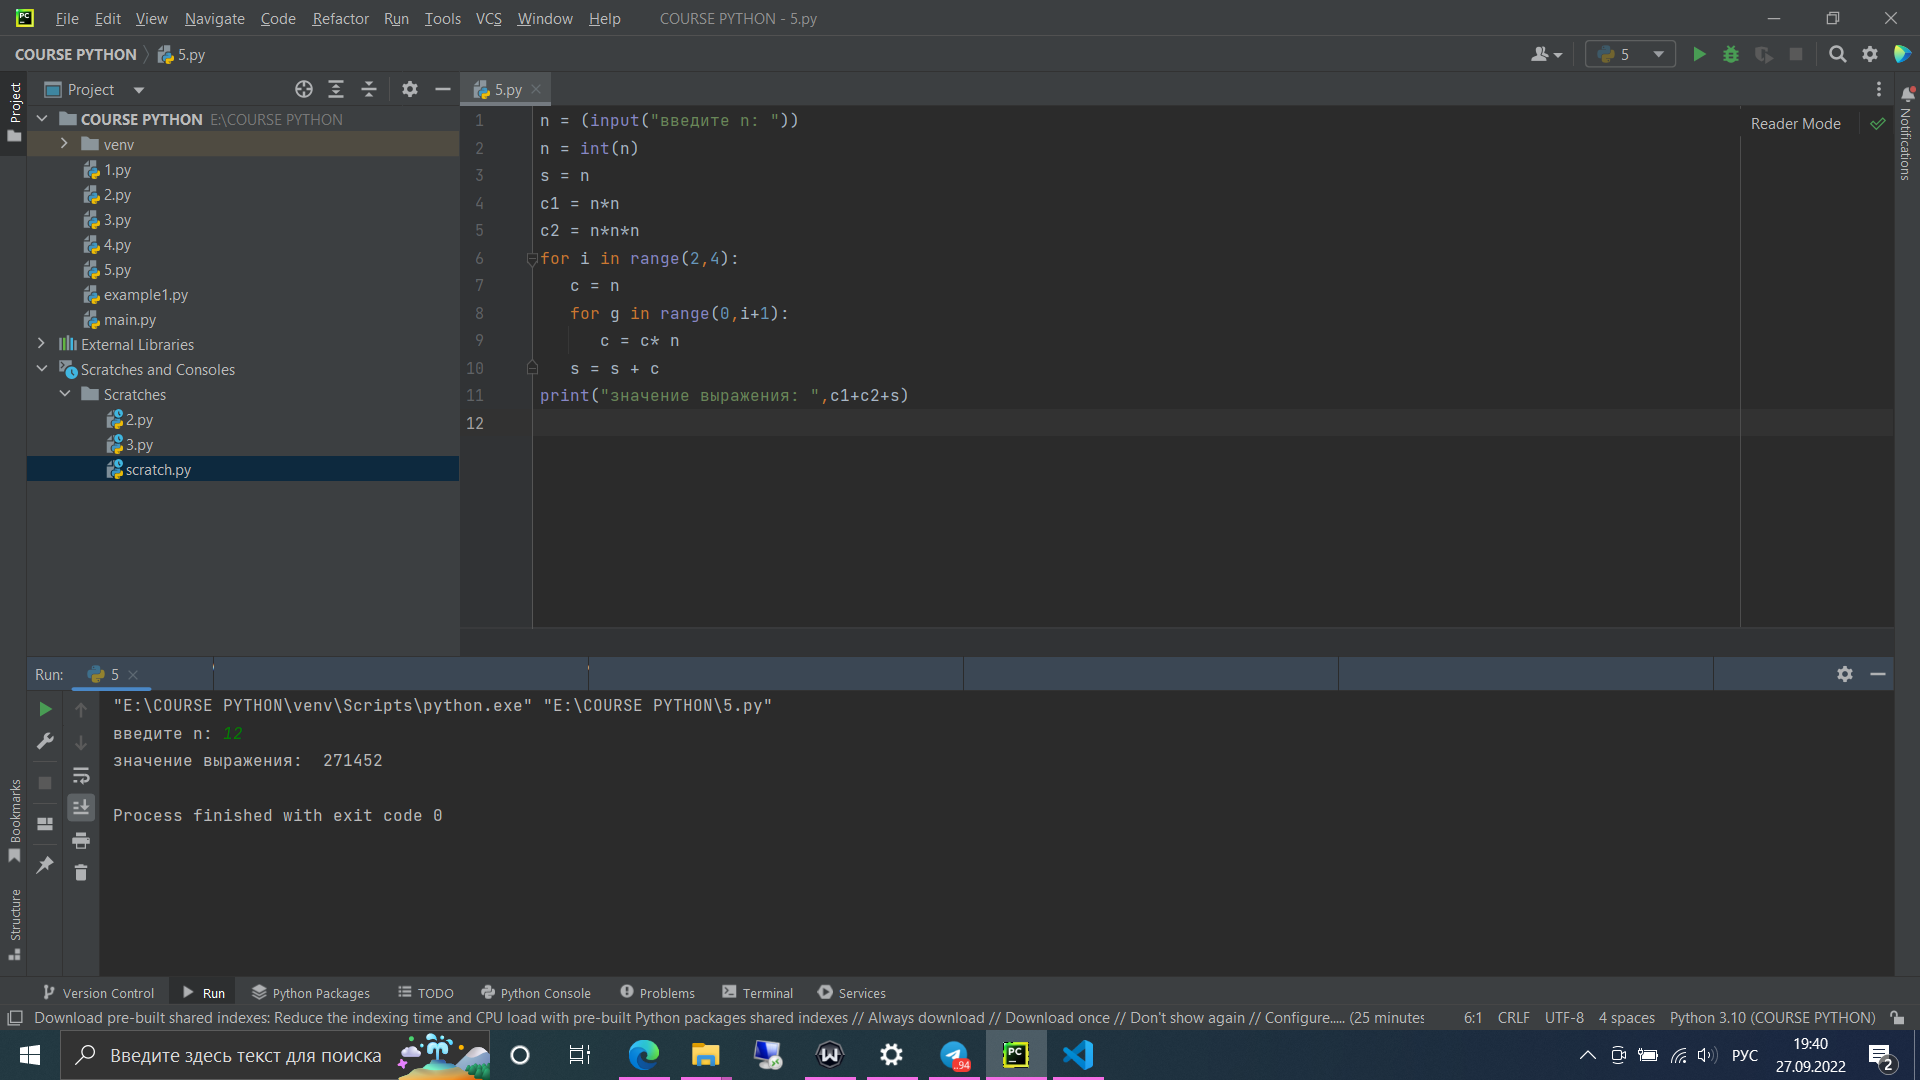 File Edit View Navigate Code Refactor Run Tools VCS Window Help COURSE PYTHON - 5.py
COURSE PYTHON 5.py
5
Project
Project
5.py
COURSE PYTHON E:\COURSE PYTHON
venv
1.py
2.py
3.py
4.py
5.py
example1.py
main.py
External Libraries
Scratches and Consoles
Scratches
2.py
3.py
scratch.py
1 n = (input("введите n: "))
2 n = int(n)
3 s = n
4 c1 = n*n
5 c2 = n*n*n
6 for i in range(2,4):
7 c = n
8 for g in range(0,i+1):
9 c = c* n
10 s = s + c
11 print("значение выражения: ",c1+c2+s)
12
Reader Mode
Notifications
Run: 5
"E:\COURSE PYTHON\venv\Scripts\python.exe" "E:\COURSE PYTHON\5.py"
введите n: 12
значение выражения:  271452
Process finished with exit code 0
Bookmarks
Structure
Version Control Run Python Packages TODO Python Console Problems Terminal Services
Download pre-built shared indexes: Reduce the indexing time and CPU load with pre-built Python packages shared indexes // Always download // Download once // Don't show again // Configure..... (25 minutes 6:1 CRLF UTF-8 4 spaces Python 3.10 (COURSE PYTHON)
Введите здесь текст для поиска
PC
..94
РУС
19:40
27.09.2022
2